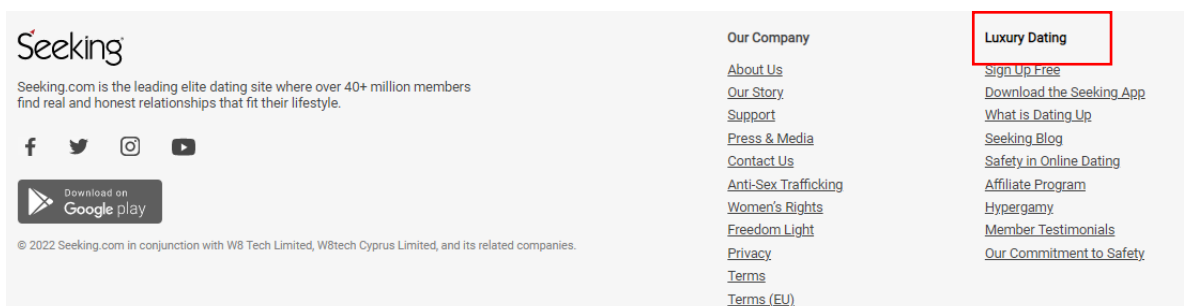 Seeking
Seeking.com is the leading elite dating site where over 40+ million members
find real and honest relationships that fit their lifestyle.
Download on
Google play
© 2022 Seeking.com in conjunction with W8 Tech Limited, W8tech Cyprus Limited, and its related companies.
Our Company
About Us
Our Story
Support
Press & Media
Contact Us
Anti-Sex Trafficking
Women's Rights
Freedom Light
Privacy
Terms
Terms (EU)
Luxury Dating
Sign Up Free
Download the Seeking App
What is Dating Up
Seeking Blog
Safety in Online Dating
Affiliate Program
Hypergamy
Member Testimonials
Our Commitment to Safety